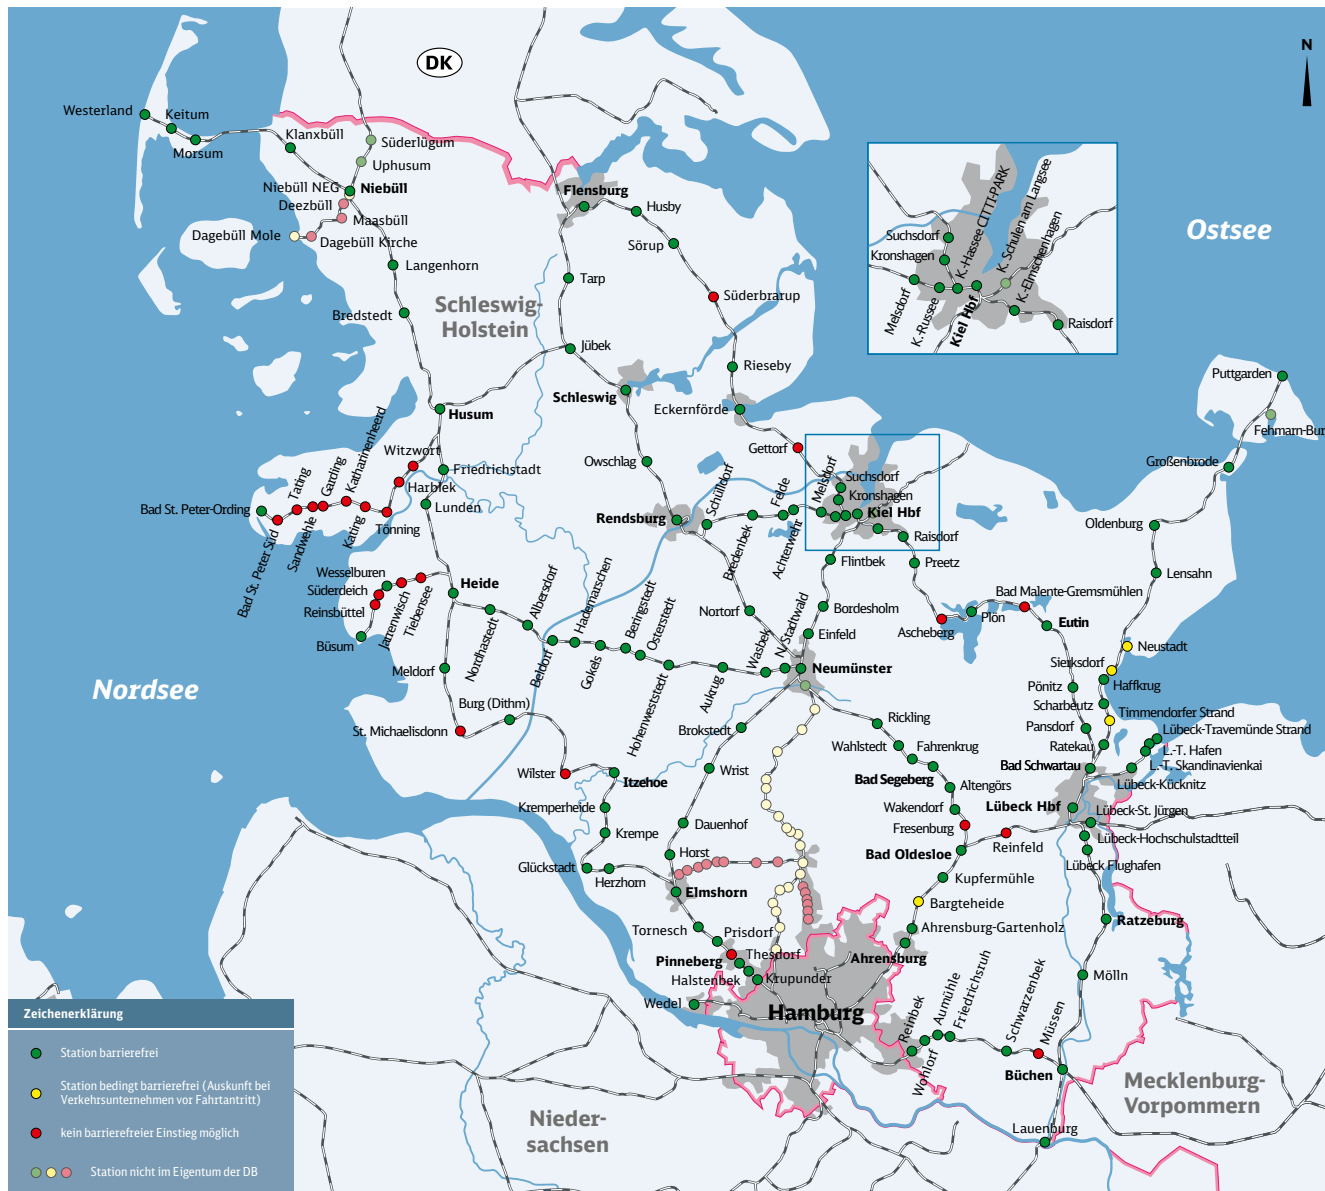 DK
N
Westerland
Keitum
Morsum
Klanxbüll
Süderlügum
Uphusum
Niebüll NEG
Niebüll
Deezbüll
Maasbüll
Dagebüll Mole
Dagebüll Kirche
Langenhorn
Bredstedt
Schleswig-
Holstein
Flensburg
Husby
Sörup
Tarp
Süderbrarup
Jübek
Rieseby
Schleswig
Eckernförde
Gettorf
Owschlag
Rendsburg
Husum
Witzwort
Friedrichstadt
Harblek
Lunden
Bad St. Peter-Ording
Bad St. Peter Süd
Tating
Sandwehle
Garding
Katharinenheerd
Kating
Tönning
Ostsee
Suchsdorf
Kronshagen
Melsdorf
K.-Russee
K.-Hassee CITTI-PARK
Kiel Hbf
K. Schulen am Langsee
K.-Elmschenhagen
Raisdorf
Puttgarden
Fehmarn-Bur
Großenbrode
Oldenburg
Lensahn
Schülldorf
Bredenbek
Felde
Achterwehr
Melsdorf
Suchsdorf
Kronshagen
Kiel Hbf
Raisdorf
Preetz
Flintbek
Bordesholm
Einfeld
Ascheberg
Plön
Bad Malente-Gremsmühlen
Eutin
Neustadt
Sierksdorf
Haffkrug
Pönitz
Scharbeutz
Timmendorfer Strand
Pansdorf
Ratekau
Lübeck-Travemünde Strand
L.-T. Hafen
L.-T. Skandinavienkai
Lübeck-Kücknitz
Bad Schwartau
Lübeck Hbf
Lübeck-St. Jürgen
Lübeck-Hochschulstadtteil
Lübeck Flughafen
Wesselburen
Süderdeich
Reinsbüttel
Büsum
Jarrenwisch
Tiebensee
Heide
Nordhastedt
Albersdorf
Beldorf
Hademarschen
Gokels
Beringstedt
Osterstedt
Hohenweststedt
Aukrug
Wasbek
N. Stadtwald
Nortorf
Neumünster
Nordsee
Meldorf
Burg (Dithm)
St. Michaelisdonn
Wilster
Itzehoe
Kremperheide
Krempe
Glückstadt
Herzhorn
Brokstedt
Wrist
Dauenhof
Horst
Elmshorn
Rickling
Wahlstedt
Fahrenkrug
Bad Segeberg
Altengörs
Wakendorf
Fresenburg
Reinfeld
Bad Oldesloe
Kupfermühle
Bargteheide
Ahrensburg-Gartenholz
Ahrensburg
Ratzeburg
Mölln
Tornesch
Prisdorf
Pinneberg
Thesdorf
Halstenbek
Krupunder
Wedel
Hamburg
Reinbek
Wohlorf
Aumühle
Friedrichsruh
Schwarzenbek
Müssen
Büchen
Lauenburg
Mecklenburg-
Vorpommern
Nieder-
sachsen
Zeichenerklärung
Station barrierefrei
Station bedingt barrierefrei (Auskunft bei
Verkehrsunternehmen vor Fahrtantritt)
kein barrierefreier Einstieg möglich
Station nicht im Eigentum der DB